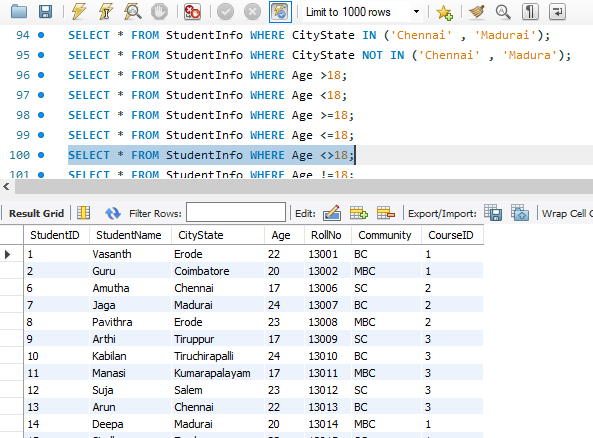 Limit to 1000 rows
94 SELECT * FROM StudentInfo WHERE CityState IN ('Chennai' , 'Madurai');
95 SELECT * FROM StudentInfo WHERE CityState NOT IN ('Chennai' , 'Madura');
96 SELECT * FROM StudentInfo WHERE Age >18;
97 SELECT * FROM StudentInfo WHERE Age <18;
98 SELECT * FROM StudentInfo WHERE Age >=18;
99 SELECT * FROM StudentInfo WHERE Age <=18;
100 SELECT * FROM StudentInfo WHERE Age <>18;
101 SELECT * FROM StudentInfo WHERE Age !=18;
Result Grid Filter Rows: Edit: Export/Import: Wrap Cell C
StudentID StudentName CityState Age RollNo Community CourseID
1 Vasanth Erode 22 13001 BC 1
2 Guru Coimbatore 20 13002 MBC 1
6 Amutha Chennai 17 13006 SC 2
7 Jaga Madurai 24 13007 BC 2
8 Pavithra Erode 23 13008 MBC 2
9 Arthi Tiruppur 17 13009 SC 3
10 Kabilan Tiruchirapalli 24 13010 BC 3
11 Manasi Kumarapalayam 17 13011 MBC 3
12 Suja Salem 23 13012 SC 3
13 Arun Chennai 22 13013 BC 3
14 Deepa Madurai 20 13014 MBC 1